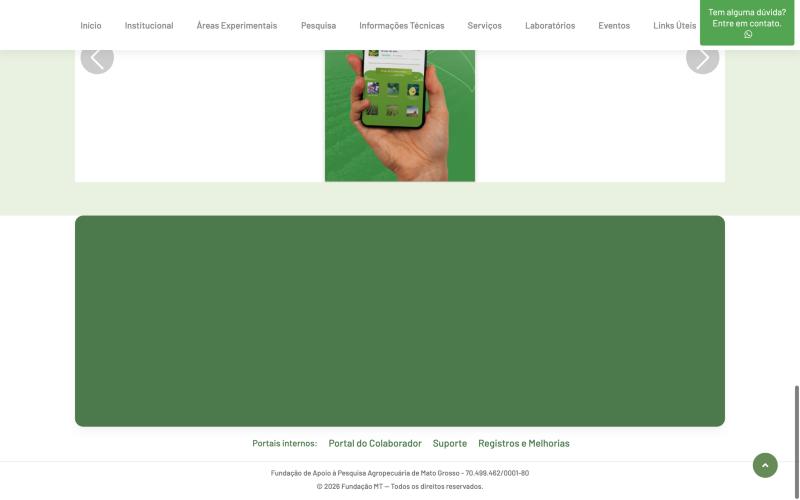 Início Institucional Áreas Experimentais Pesquisa Informações Técnicas Serviços Laboratórios Eventos Links Úteis
Tem alguma dúvida?
Entre em contato.
Portais internos: Portal do Colaborador Suporte Registros e Melhorias
Fundação de Apoio à Pesquisa Agropecuária de Mato Grosso - 70.499.462/0001-80
© 2026 Fundação MT — Todos os direitos reservados.